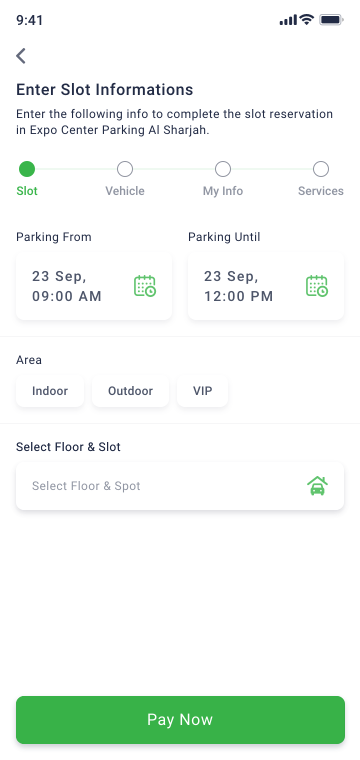 9:41
Enter Slot Informations
Enter the following info to complete the slot reservation
in Expo Center Parking Al Sharjah.
Slot Vehicle My Info Services
Parking From Parking Until
23 Sep, 23 Sep,
09:00 AM 12:00 PM
Area
Indoor Outdoor VIP
Select Floor & Slot
Select Floor & Spot
Pay Now